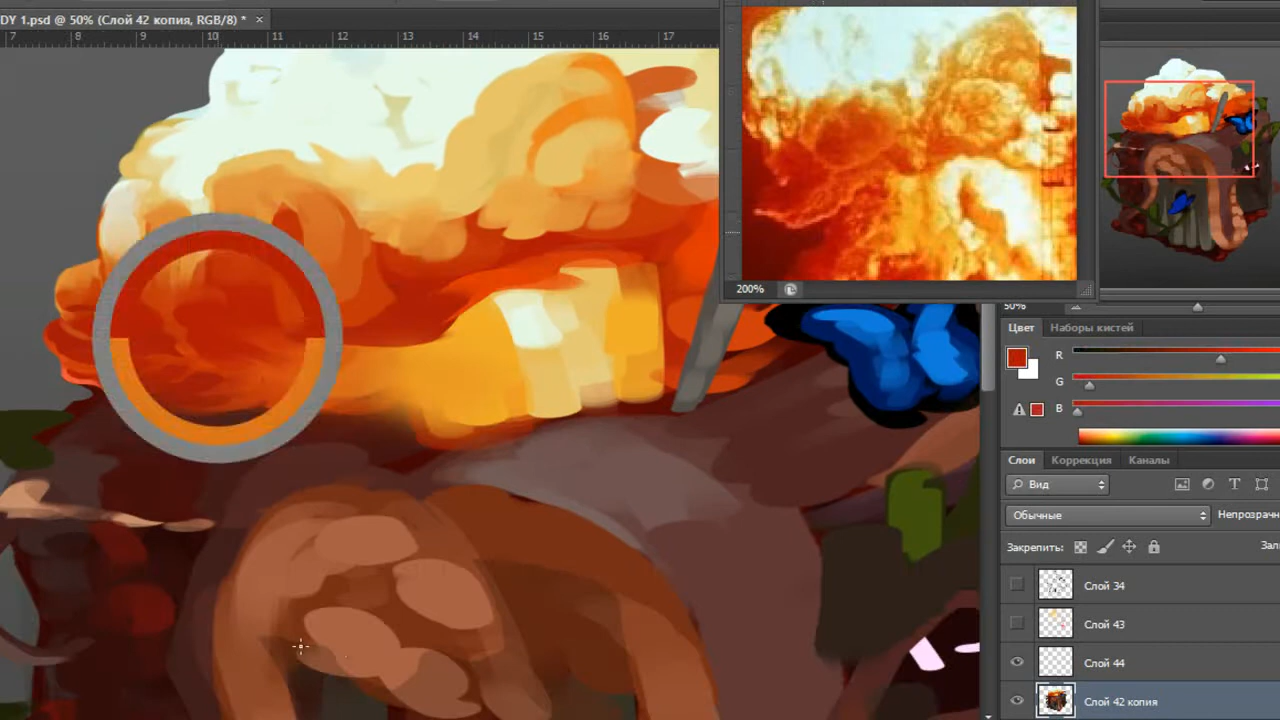 DY 1.psd @ 50% (Слой 42 копия, RGB/8) * ×
7 8 9 10 11 12 13 14 15 16 17
200%
50%
Цвет Наборы кистей
R
G
B
Слои Коррекция Каналы
Вид
Обычные Непрозрачн
Закрепить: Зал
Слой 34
Слой 43
Слой 44
Слой 42 копия